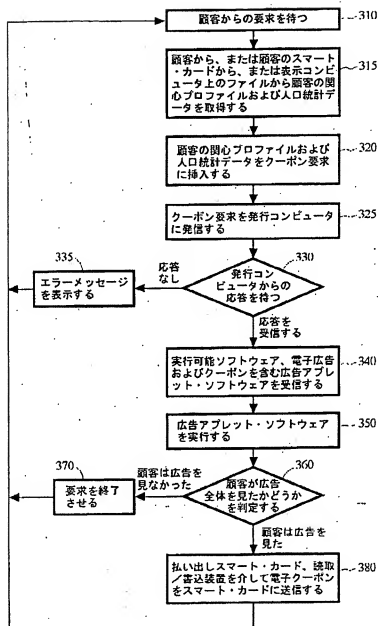 顧客からの要求を待つ
310
顧客から、または顧客のスマート
・カードから、または表示コンピ
ュータ上のファイルから顧客の関
心プロファイルおよび人口統計デ
ータを取得する
315
顧客の関心プロファイルおよび
人口統計データをクーポン要求
に挿入する
320
クーポン要求を発行コンピュータ
に発信する
325
発行コン
ピュータからの
応答を待つ
330
応答
なし
エラーメッセージ
を表示する
335
応答を
受信する
実行可能ソフトウェア、電子広告
およびクーポンを含む広告アプ
レット・ソフトウェアを受信する
340
広告アプレット・ソフトウェア
を実行する
350
顧客が広告
全体を見たかどうか
を判定する
360
顧客は広告を
見なかった
要求を終了
させる
370
顧客は広告を
見た
払い出しスマート・カード、読取
/書込装置を介して電子クーポン
をスマート・カードに送信する
380